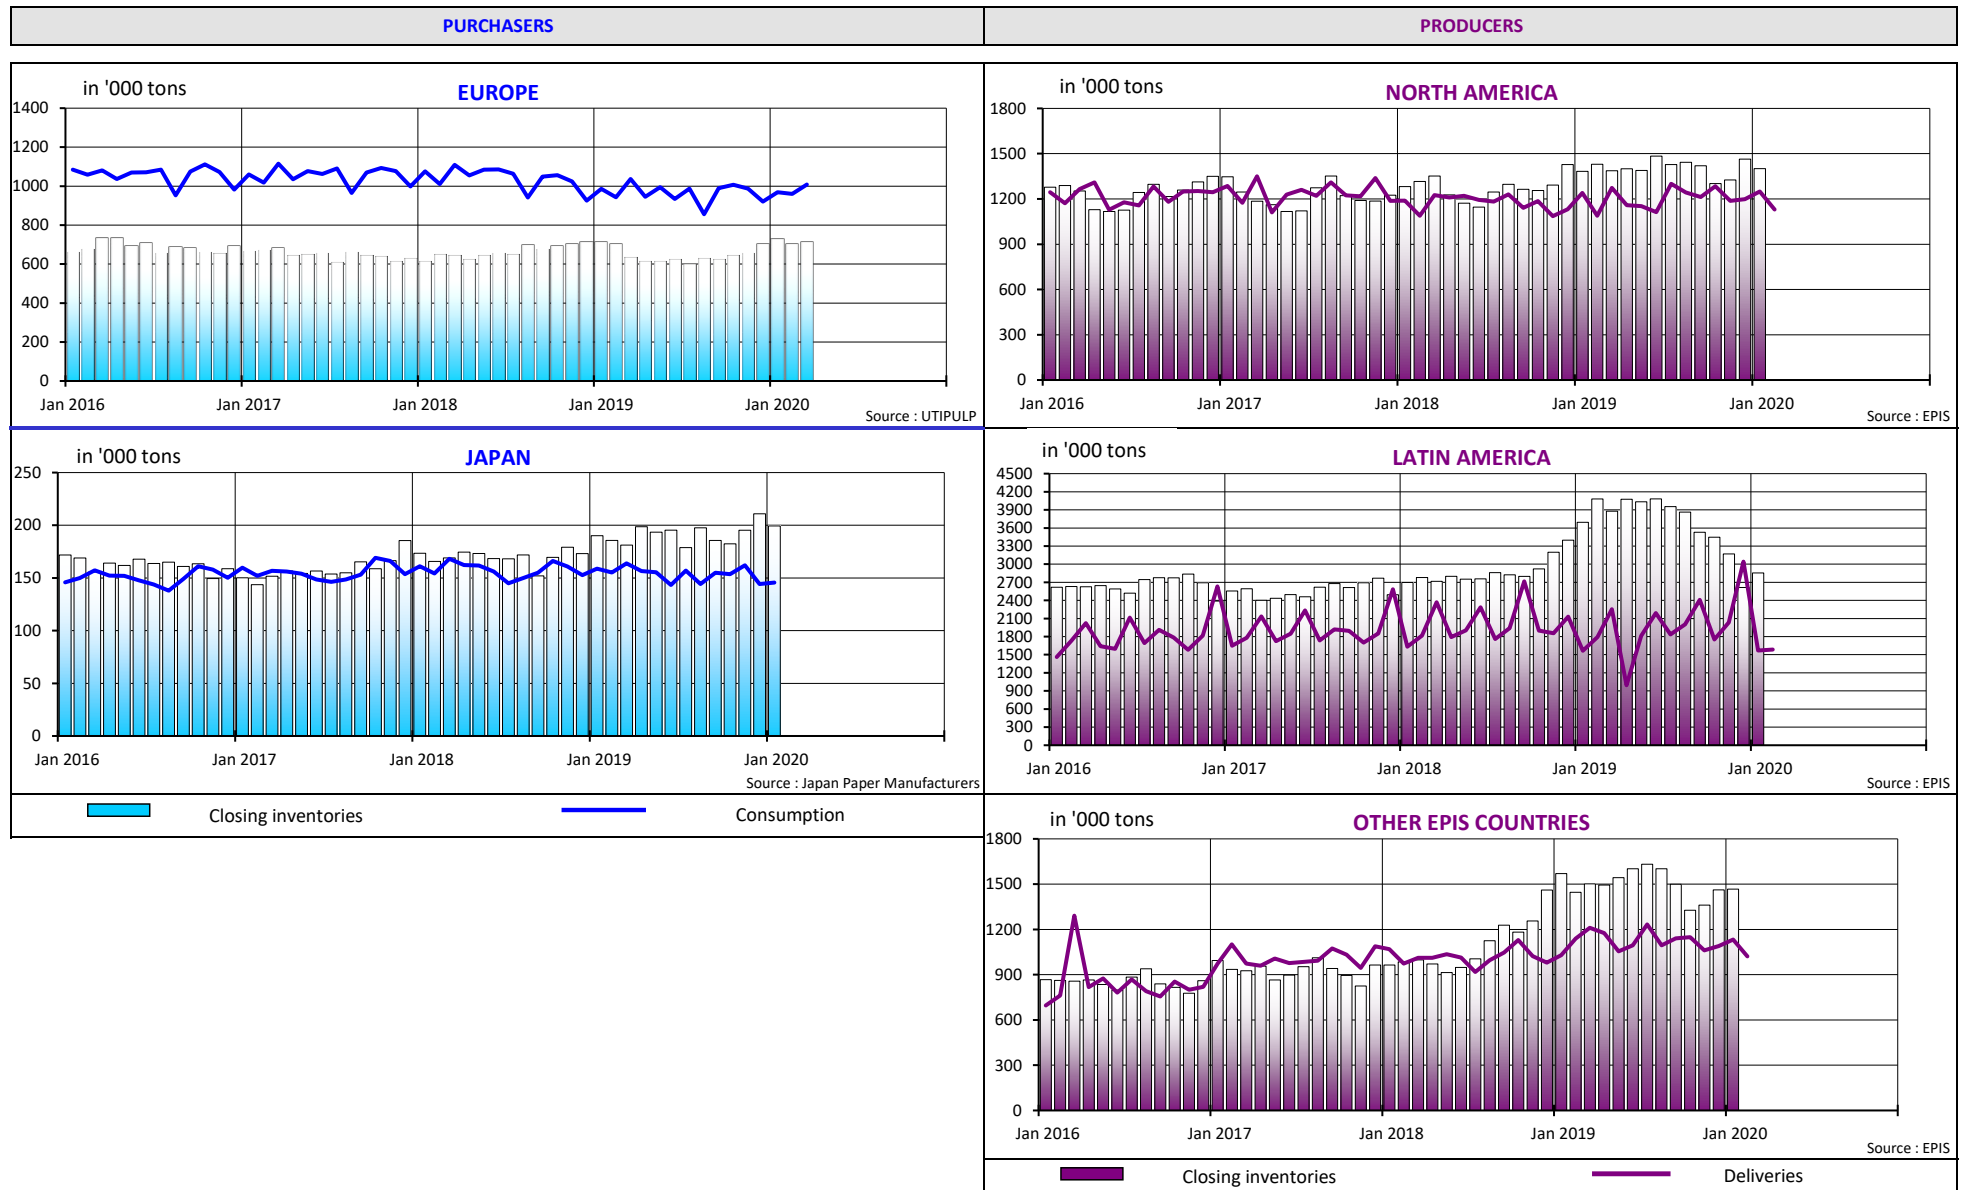 PURCHASERS
PRODUCERS
in '000 tons
EUROPE
1400
1200
1000
800
600
400
200
0
Jan 2016 Jan 2017 Jan 2018 Jan 2019 Jan 2020
Source : UTIPULP
in '000 tons
NORTH AMERICA
1800
1500
1200
900
600
300
0
Jan 2016 Jan 2017 Jan 2018 Jan 2019 Jan 2020
Source : EPIS
in '000 tons
JAPAN
250
200
150
100
50
0
Jan 2016 Jan 2017 Jan 2018 Jan 2019 Jan 2020
Source : Japan Paper Manufacturers
Closing inventories
Consumption
in '000 tons
LATIN AMERICA
4500
4200
3900
3600
3300
3000
2700
2400
2100
1800
1500
1200
900
600
300
0
Jan 2016 Jan 2017 Jan 2018 Jan 2019 Jan 2020
Source : EPIS
in '000 tons
OTHER EPIS COUNTRIES
1800
1500
1200
900
600
300
0
Jan 2016 Jan 2017 Jan 2018 Jan 2019 Jan 2020
Source : EPIS
Closing inventories
Deliveries